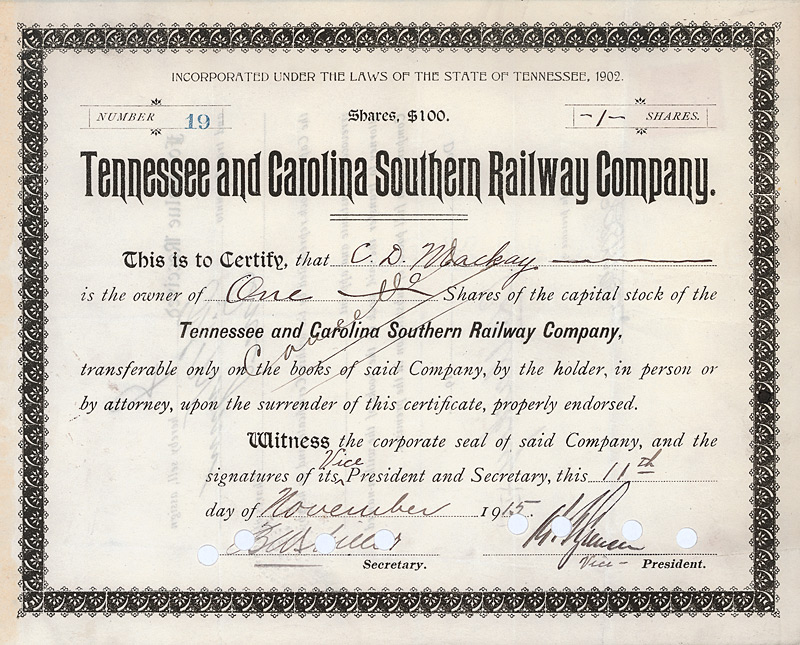 INCORPORATED UNDER THE LAWS OF THE STATE OF TENNESSEE, 1902.
NUMBER 19 Shares, $100. -1- SHARES.
Tennessee and Carolina Southern Railway Company.
This is to Certify, that C. D. Mackay
is the owner of One Shares of the capital stock of the
Tennessee and Carolina Southern Railway Company,
Cancelled
transferable only on the books of said Company, by the holder, in person or
by attorney, upon the surrender of this certificate, properly endorsed.
Witness the corporate seal of said Company, and the
signatures of its Vice President and Secretary, this 11th
day of November 1915.
Secretary. Vice- President.